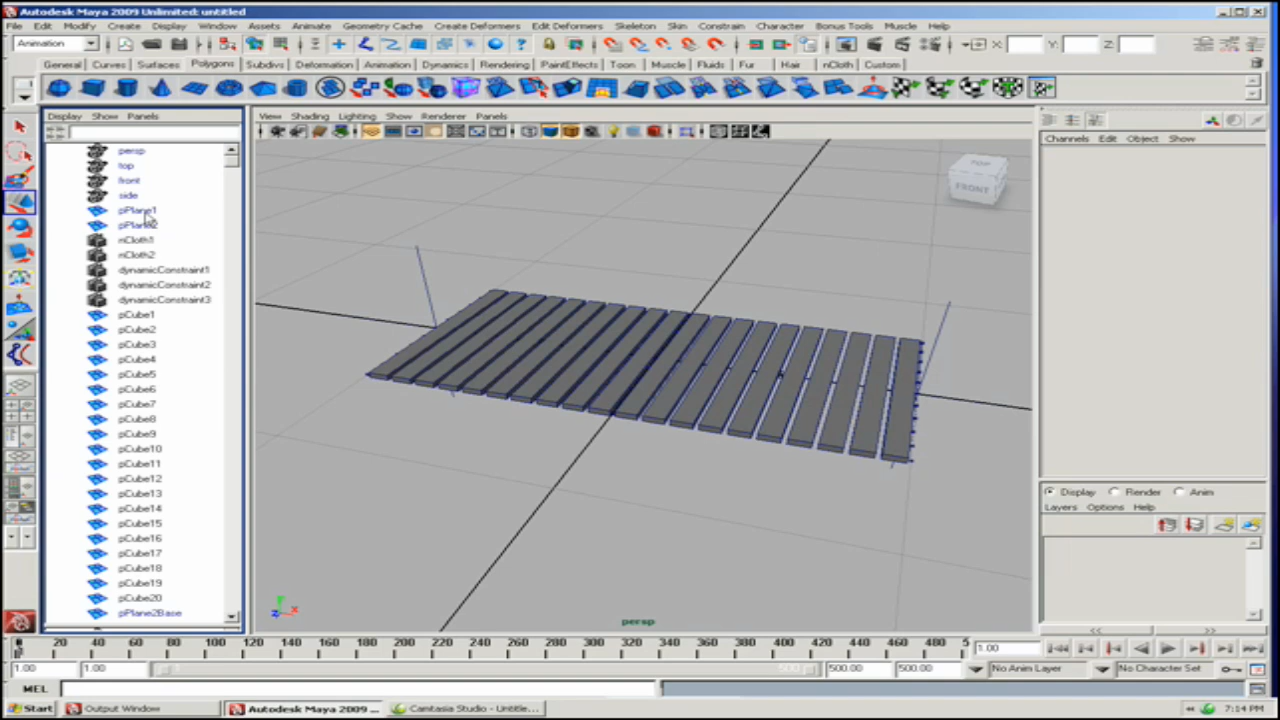 Autodesk Maya 2009 Unlimited: untitled
File Edit Modify Create Display Window Assets Animate Geometry Cache Create Deformers Edit Deformers Skeleton Skin Constrain Character Bonus Tools Muscle Help
Animation X: Y: Z:
General Curves Surfaces Polygons Subdivs Deformation Animation Dynamics Rendering PaintEffects Toon Muscle Fluids Fur Hair nCloth Custom
Display Show Panels
View Shading Lighting Show Renderer Panels
Channels Edit Object Show
persp
top
front
side
pPlane1
pPlane2
nCloth1
nCloth2
dynamicConstraint1
dynamicConstraint2
dynamicConstraint3
pCube1
pCube2
pCube3
pCube4
pCube5
pCube6
pCube7
pCube8
pCube9
pCube10
pCube11
pCube12
pCube13
pCube14
pCube15
pCube16
pCube17
pCube18
pCube19
pCube20
pPlane2Base
TOP
FRONT
Y
Z X
persp
Display Render Anim
Layers Options Help
20 40 60 80 100 120 140 160 180 200 220 240 260 280 300 320 340 360 380 400 420 440 460 480 5
1.00
1.00 1.00 500.00 500.00 No Anim Layer No Character Set
MEL
Start Output Window Autodesk Maya 2009 ... Camtasia Studio - Untitle... 7:14 PM